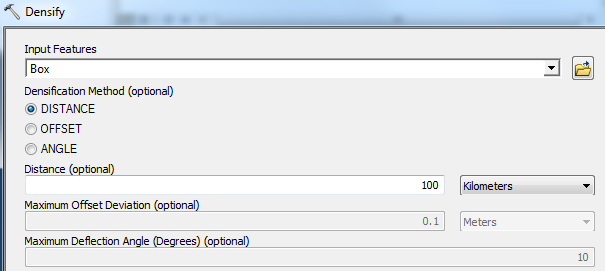 Densify
Input Features
Box
Densification Method (optional)
DISTANCE
OFFSET
ANGLE
Distance (optional)
100 Kilometers
Maximum Offset Deviation (optional)
0.1 Meters
Maximum Deflection Angle (Degrees) (optional)
10